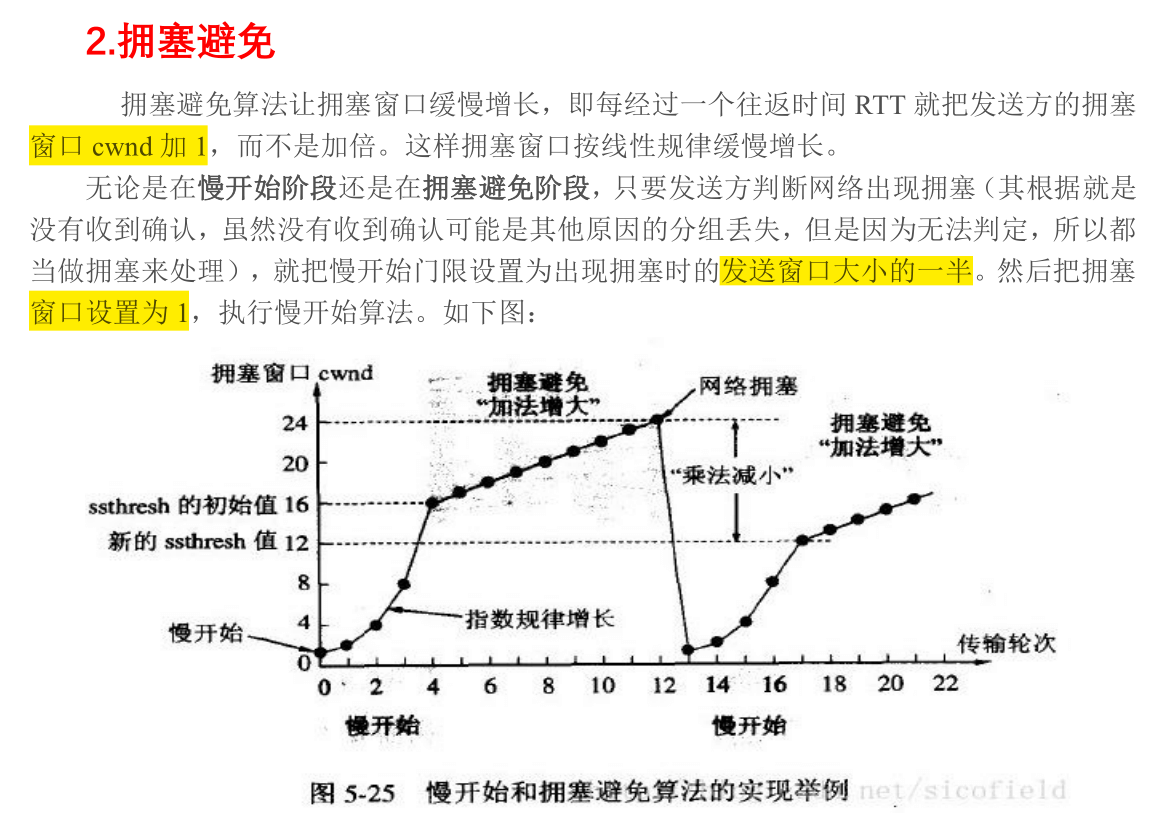 2.拥塞避免
拥塞避免算法让拥塞窗口缓慢增长，即每经过一个往返时间 RTT 就把发送方的拥塞
窗口 cwnd 加 1，而不是加倍。这样拥塞窗口按线性规律缓慢增长。
无论是在慢开始阶段还是在拥塞避免阶段，只要发送方判断网络出现拥塞（其根据就是
没有收到确认，虽然没有收到确认可能是其他原因的分组丢失，但是因为无法判定，所以都
当做拥塞来处理），就把慢开始门限设置为出现拥塞时的发送窗口大小的一半。然后把拥塞
窗口设置为 1，执行慢开始算法。如下图：
拥塞窗口 cwnd
拥塞避免
“加法增大”
网络拥塞
拥塞避免
“加法增大”
24
20
“乘法减小”
ssthresh 的初始值 16
新的 ssthresh 值 12
8
4
指数规律增长
慢开始
0
传输轮次
0 2 4 6 8 10 12 14 16 18 20 22
慢开始 慢开始
图 5-25 慢开始和拥塞避免算法的实现举例
net/sicofield